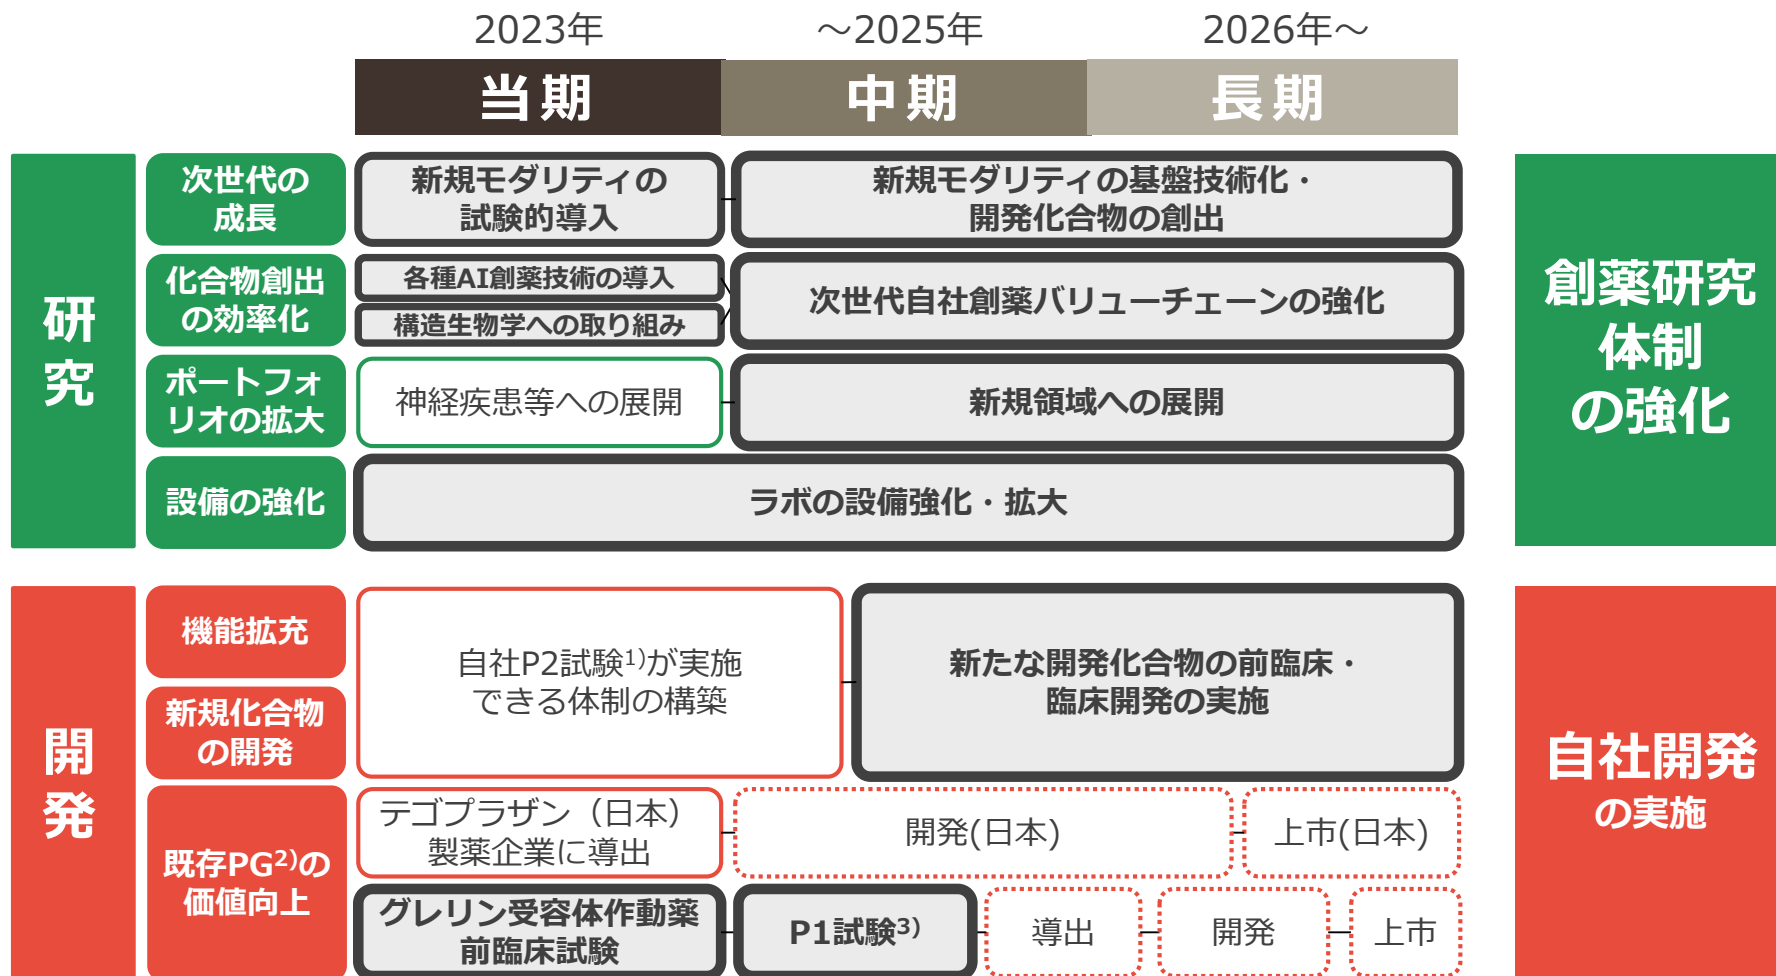 2023年
～2025年
2026年～
当期
中期
長期
研
究
次世代の
成長
新規モダリティの
試験的導入
新規モダリティの基盤技術化・
開発化合物の創出
化合物創出
の効率化
各種AI創薬技術の導入
構造生物学への取り組み
次世代自社創薬バリューチェーンの強化
ポートフォ
リオの拡大
神経疾患等への展開
新規領域への展開
設備の強化
ラボの設備強化・拡大
創薬研究
体制
の強化
開
発
機能拡充
新規化合物
の開発
自社P2試験1)が実施
できる体制の構築
新たな開発化合物の前臨床・
臨床開発の実施
既存PG2)の
価値向上
テゴプラザン（日本）
製薬企業に導出
開発(日本)
上市(日本)
グレリン受容体作動薬
前臨床試験
P1試験3)
導出
開発
上市
自社開発
の実施